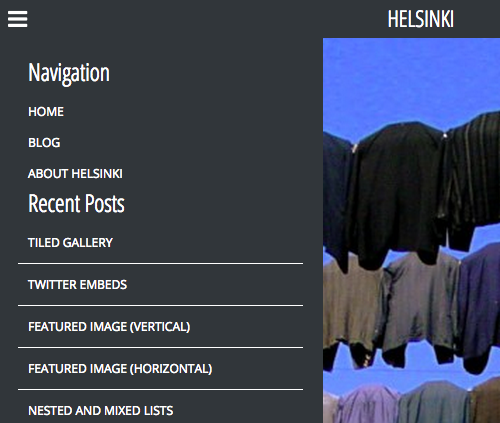 HELSINKI
Navigation
HOME
BLOG
ABOUT HELSINKI
Recent Posts
TILED GALLERY
TWITTER EMBEDS
FEATURED IMAGE (VERTICAL)
FEATURED IMAGE (HORIZONTAL)
NESTED AND MIXED LISTS